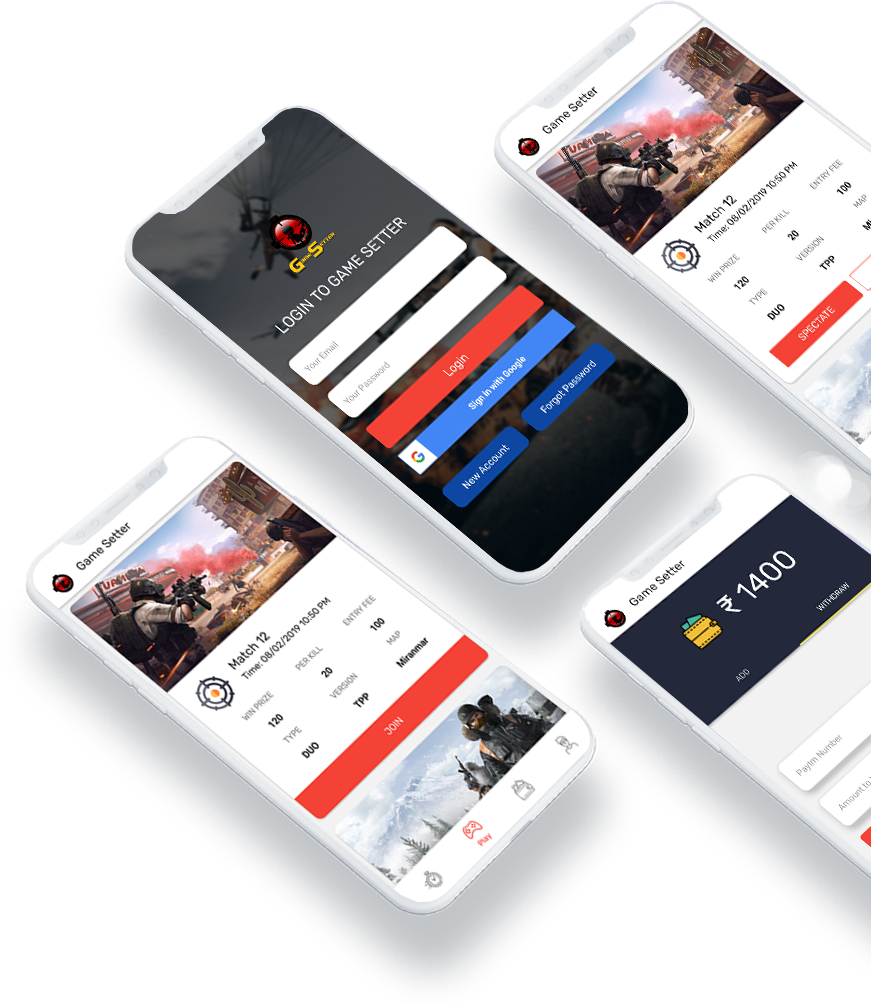 GAME SETTER
LOGIN TO GAME SETTER
Your Email
Your Password
Login
Sign in with Google
New Account
Forgot Password
Game Setter
Match 12
Time: 08/02/2019 10:50 PM
WIN PRIZE
PER KILL
ENTRY FEE
120
20
100
TYPE
VERSION
MAP
DUO
TPP
Mi
SPECTATE
Game Setter
Match 12
Time: 08/02/2019 10:50 PM
WIN PRIZE
PER KILL
ENTRY FEE
120
20
100
TYPE
VERSION
MAP
DUO
TPP
Miranmar
JOIN
Play
Game Setter
₹ 1400
ADD
WITHDRAW
Paytm Number
Amount to